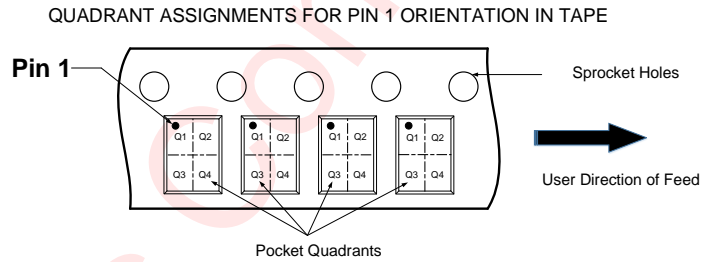 QUADRANT ASSIGNMENTS FOR PIN 1 ORIENTATION IN TAPE
Pin 1
Sprocket Holes
Q1 Q2 Q1 Q2 Q1 Q2 Q1 Q2
Q3 Q4 Q3 Q4 Q3 Q4 Q3 Q4
User Direction of Feed
Pocket Quadrants